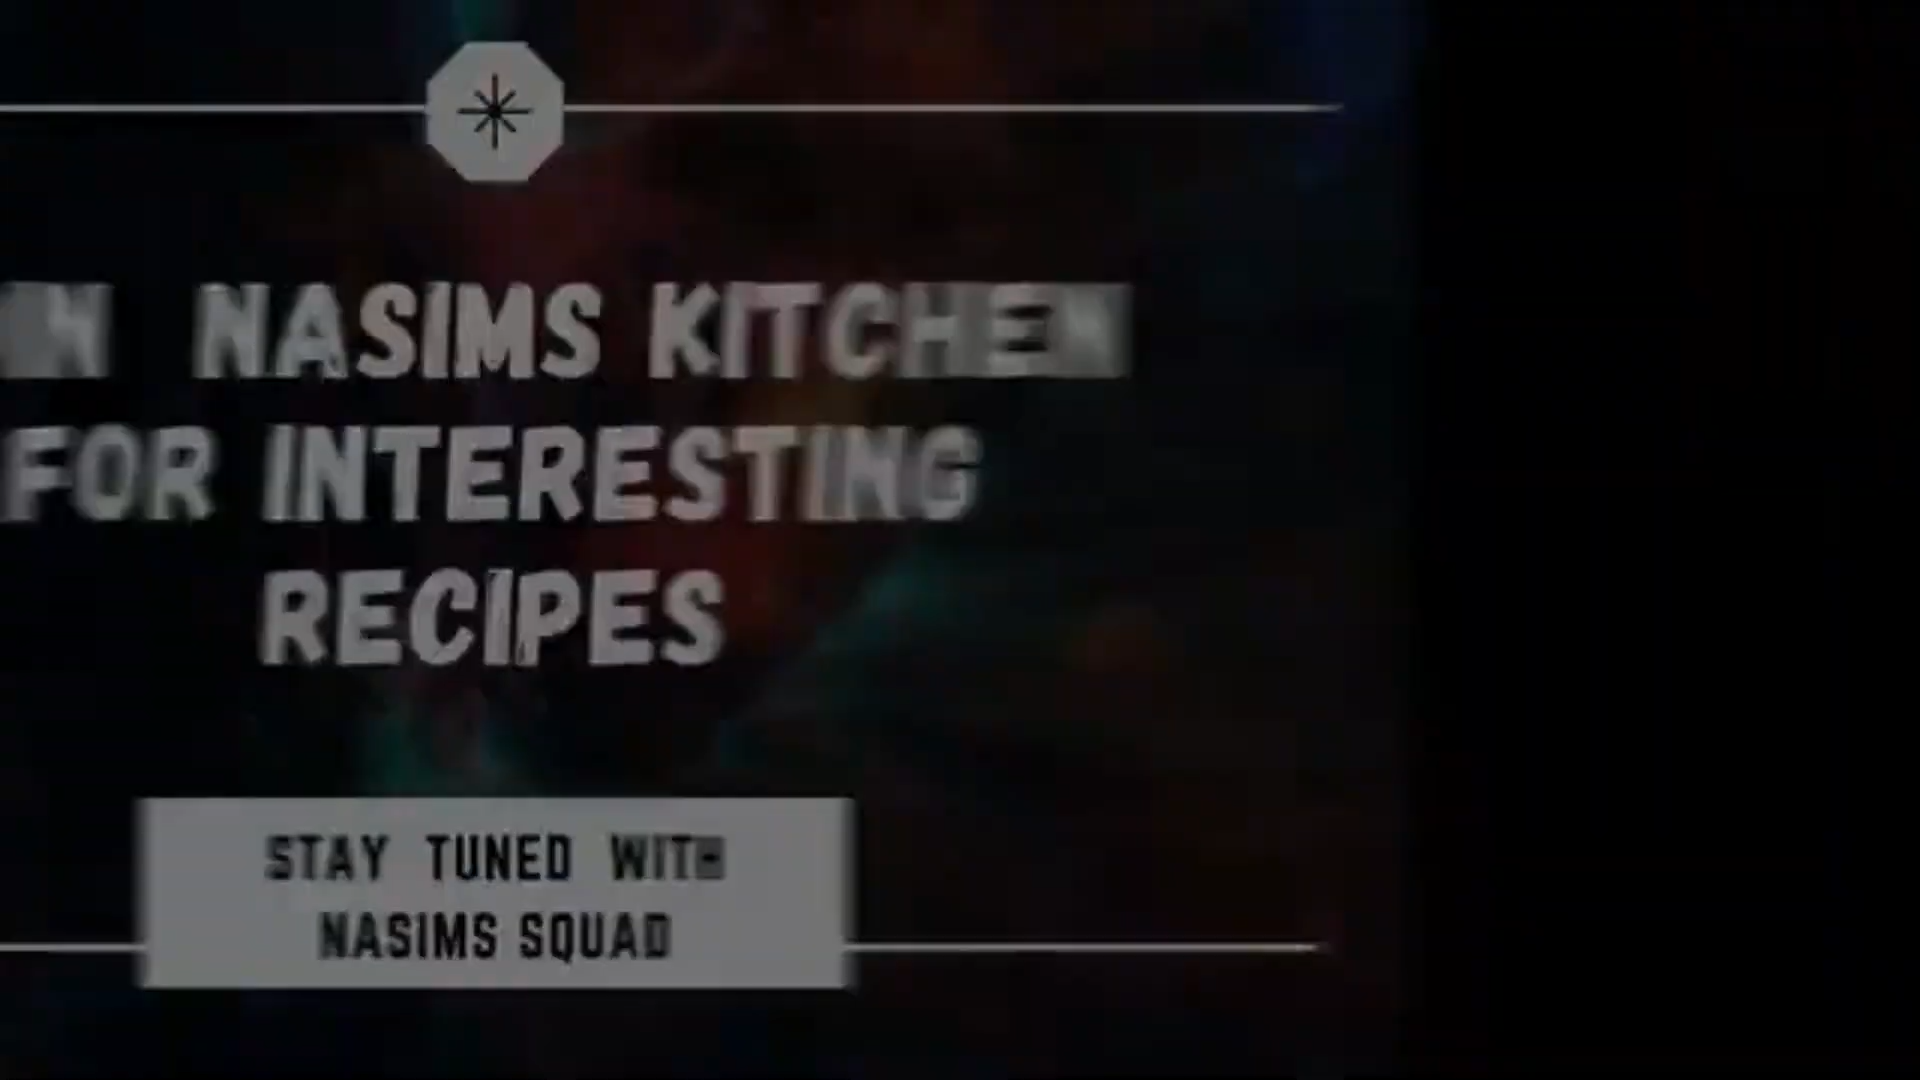 NASIMS KITCHEN
FOR INTERESTING
RECIPES
STAY TUNED WITH
NASIMS SQUAD